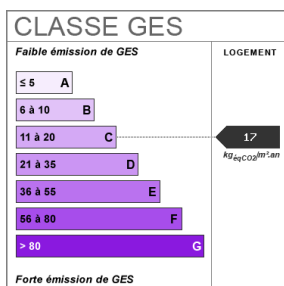 CLASSE GES
Faible émission de GES
LOGEMENT
≤ 5 A
6 à 10 B
11 à 20 C
17
kgéqCO2/m².an
21 à 35 D
36 à 55 E
56 à 80 F
> 80 G
Forte émission de GES